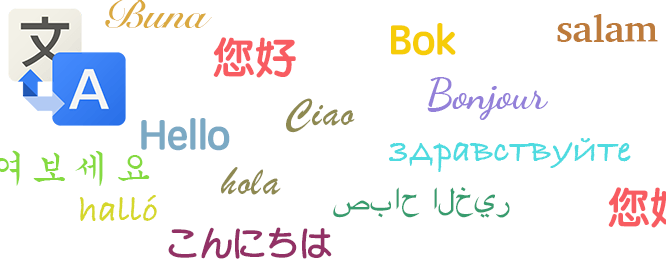 Buna
文
A
您好
Bok
salam
Bonjour
Ciao
Hello
здравствуйте
여보세요
hola
halló
الخير صباح
您好
こんにちは